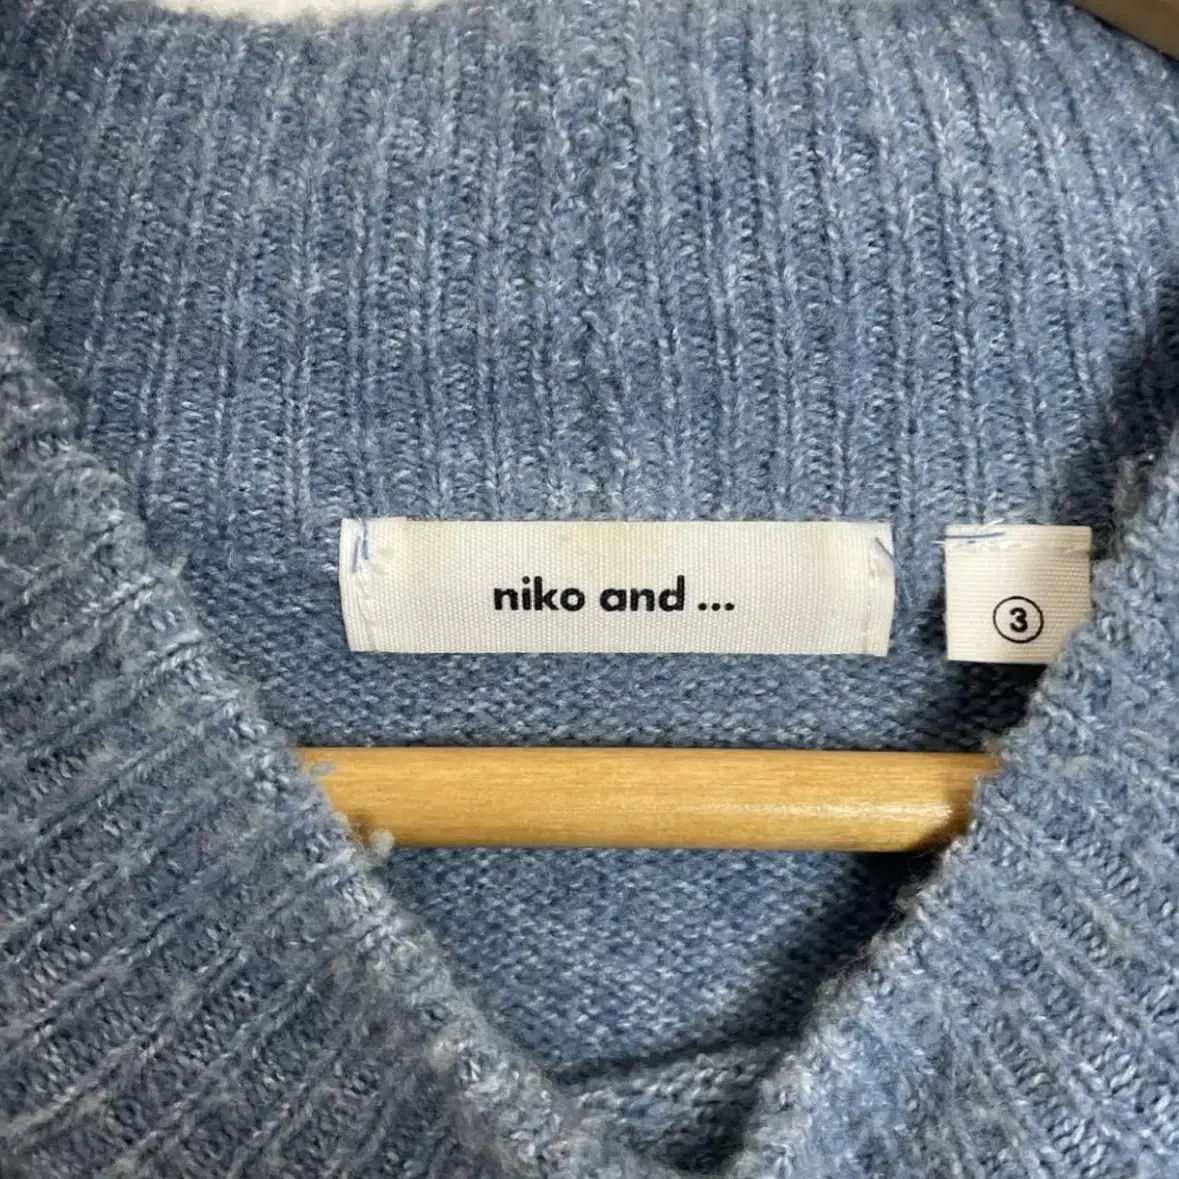 niko and ...
③